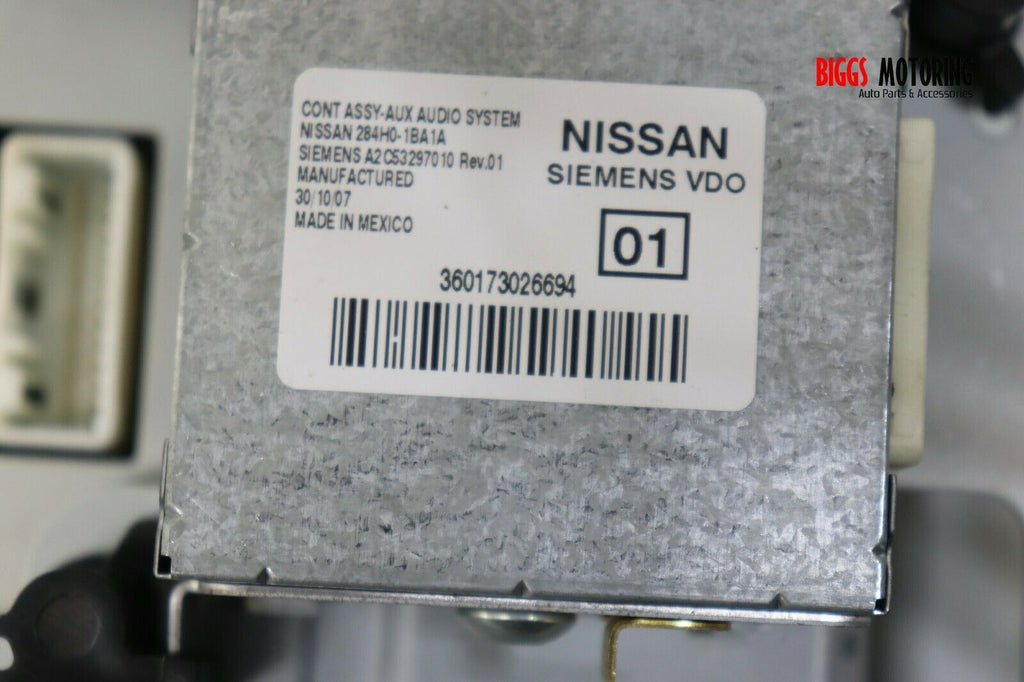 BIGGS MOTORING
Auto Parts & Accessories
CONT ASSY-AUX AUDIO SYSTEM
NISSAN 284H0-1BA1A
SIEMENS A2C53297010 Rev.01
MANUFACTURED
30/10/07
MADE IN MEXICO
NISSAN
SIEMENS VDO
01
360173026694